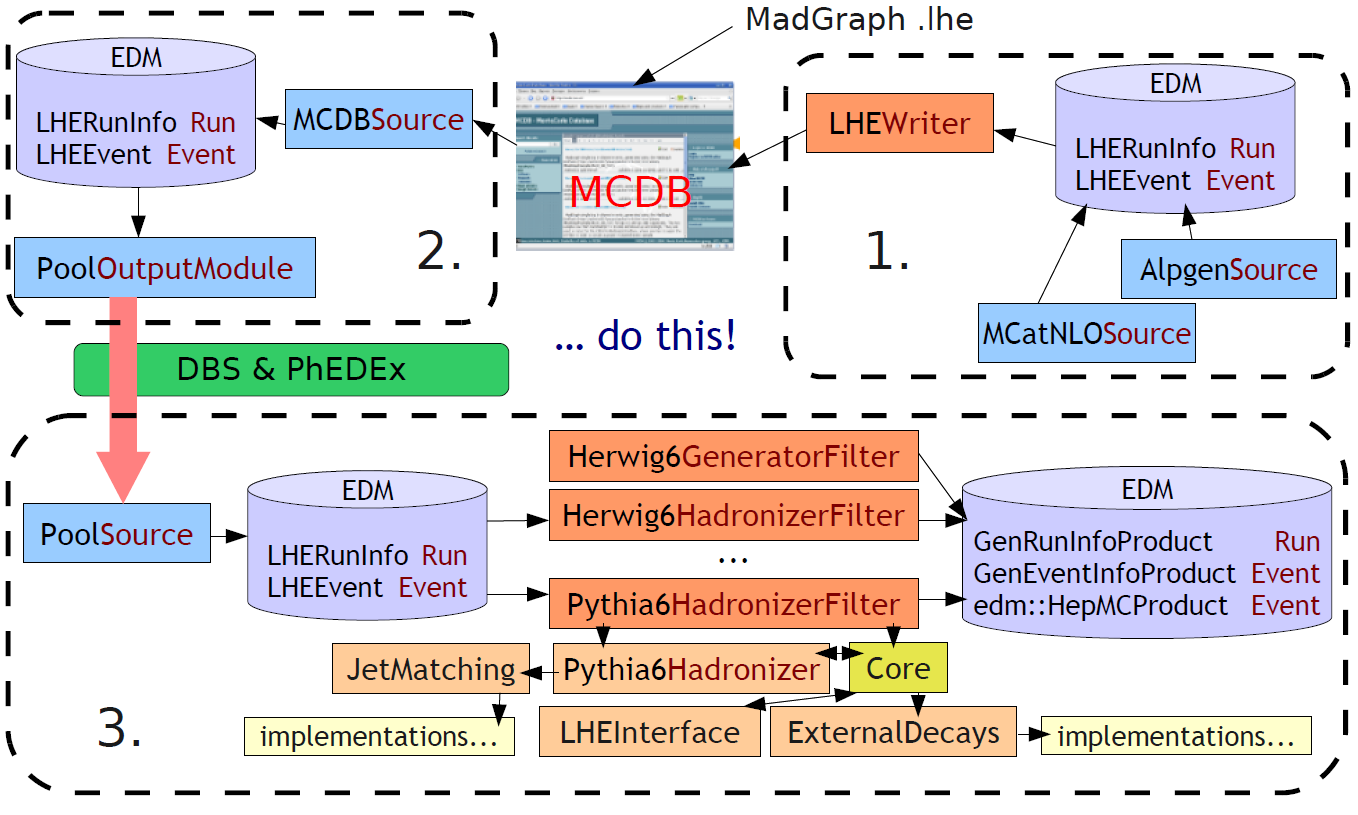 MadGraph .lhe
EDM
LHERunInfo Run
LHEEvent Event
MCDBSource
PoolOutputModule
2.
MCDB
LHEWriter
EDM
LHERunInfo Run
LHEEvent Event
1.
AlpgenSource
MCatNLOSource
... do this!
DBS & PhEDEx
PoolSource
EDM
LHERunInfo Run
LHEEvent Event
Herwig6GeneratorFilter
Herwig6HadronizerFilter
...
Pythia6HadronizerFilter
EDM
GenRunInfoProduct Run
GenEventInfoProduct Event
edm::HepMCProduct Event
JetMatching
Pythia6Hadronizer
Core
3.
implementations...
LHEInterface
ExternalDecays
implementations...